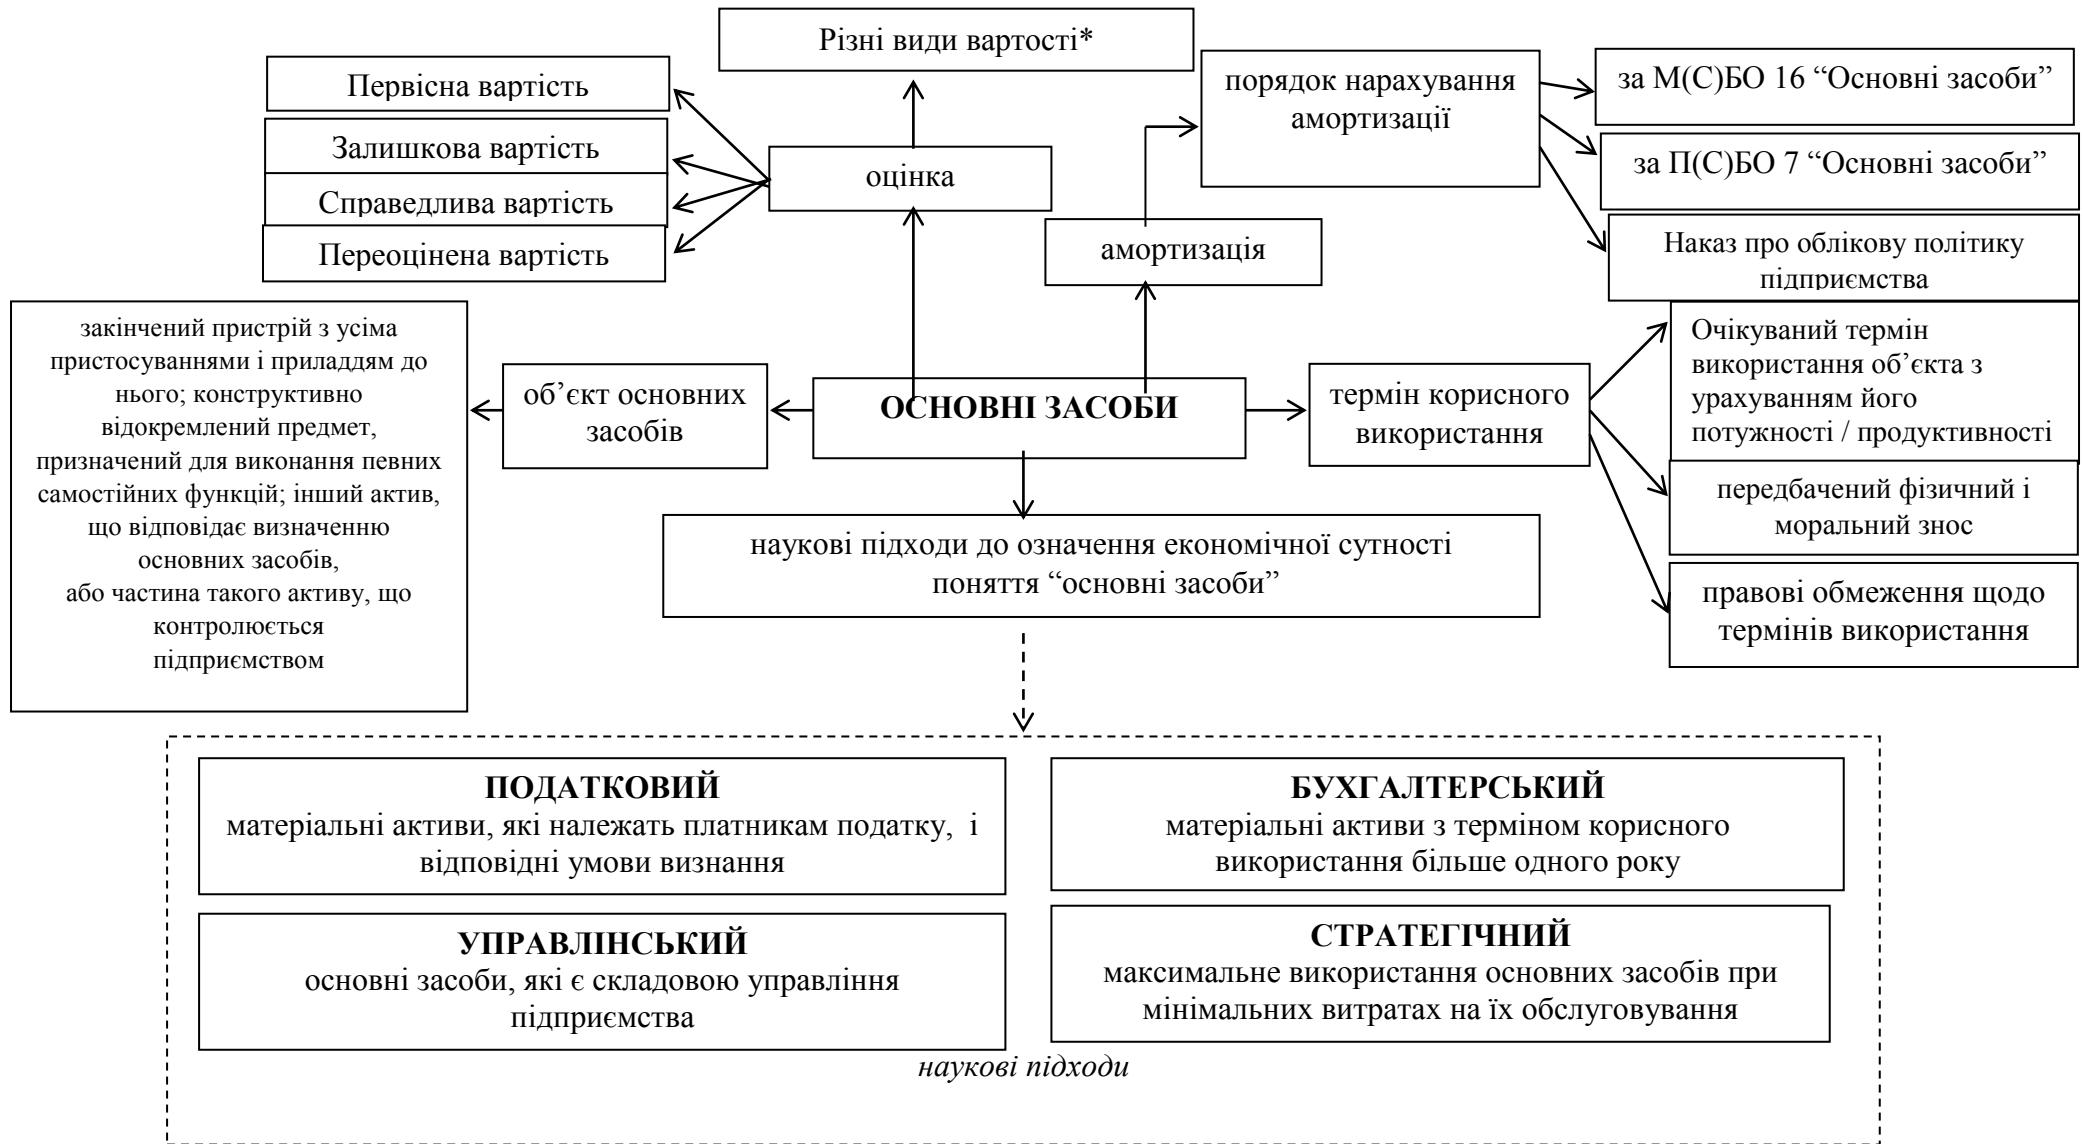 Різні види вартості*
Первісна вартість
Залишкова вартість
Справедлива вартість
Переоцінена вартість
оцінка
амортизація
порядок нарахування
амортизації
за М(С)БО 16 “Основні засоби”
за П(С)БО 7 “Основні засоби”
Наказ про облікову політику
підприємства
закінчений пристрій з усіма
пристосуваннями і приладдям до
нього; конструктивно
відокремлений предмет,
призначений для виконання певних
самостійних функцій; інший актив,
що відповідає визначенню
основних засобів,
або частина такого активу, що
контролюється
підприємством
об’єкт основних
засобів
ОСНОВНІ ЗАСОБИ
термін корисного
використання
Очікуваний термін
використання об’єкта з
урахуванням його
потужності / продуктивності
передбачений фізичний і
моральний знос
правові обмеження щодо
термінів використання
наукові підходи до означення економічної сутності
поняття “основні засоби”
ПОДАТКОВИЙ
матеріальні активи, які належать платникам податку, і
відповідні умови визнання
БУХГАЛТЕРСЬКИЙ
матеріальні активи з терміном корисного
використання більше одного року
УПРАВЛІНСЬКИЙ
основні засоби, які є складовою управління
підприємства
СТРАТЕГІЧНИЙ
максимальне використання основних засобів при
мінімальних витратах на їх обслуговування
наукові підходи